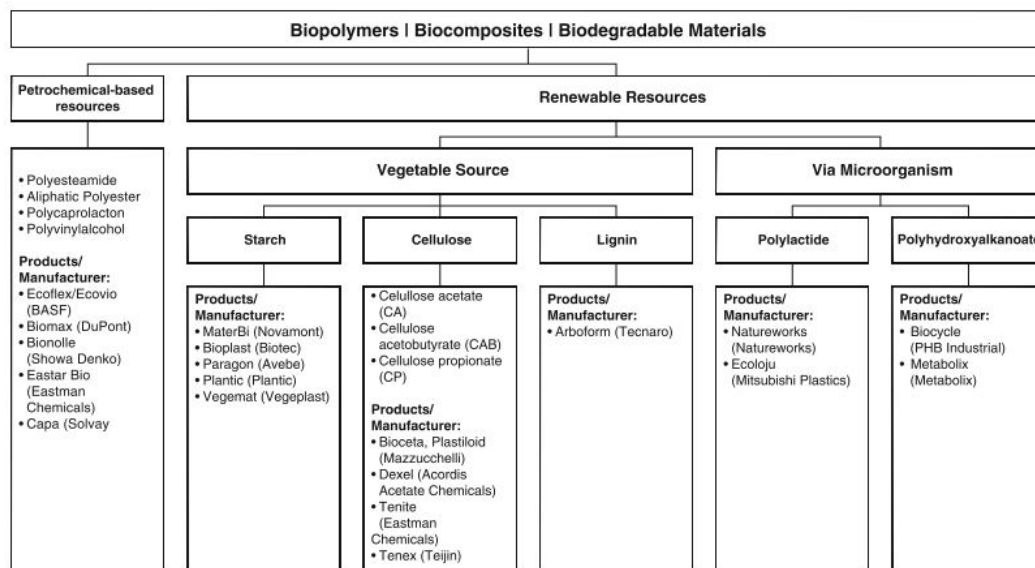 Biopolymers | Biocomposites | Biodegradable Materials
Petrochemical-based
resources
Renewable Resources
Vegetable Source
Via Microorganism
Starch
Cellulose
Lignin
Polylactide
Polyhydroxyalkanoate
• Polyesteamide
• Aliphatic Polyester
• Polycaprolacton
• Polyvinylalcohol
Products/
Manufacturer:
• Ecoflex/Ecovio
(BASF)
• Biomax (DuPont)
• Bionolle
(Showa Denko)
• Eastar Bio
(Eastman
Chemicals)
• Capa (Solvay
Products/
Manufacturer:
• MaterBi (Novamont)
• Bioplast (Biotec)
• Paragon (Avebe)
• Plantic (Plantic)
• Vegemat (Vegeplast)
• Celullose acetate
(CA)
• Cellulose
acetobutyrate (CAB)
• Cellulose propionate
(CP)
Products/
Manufacturer:
• Bioceta, Plastiloid
(Mazzucchelli)
• Dexel (Acordis
Acetate Chemicals)
• Tenite
(Eastman
Chemicals)
• Tenex (Teijin)
Products/
Manufacturer:
• Arboform (Tecnaro)
Products/
Manufacturer:
• Natureworks
(Natureworks)
• Ecoloju
(Mitsubishi Plastics)
Products/
Manufacturer:
• Biocycle
(PHB Industrial)
• Metabolix
(Metabolix)